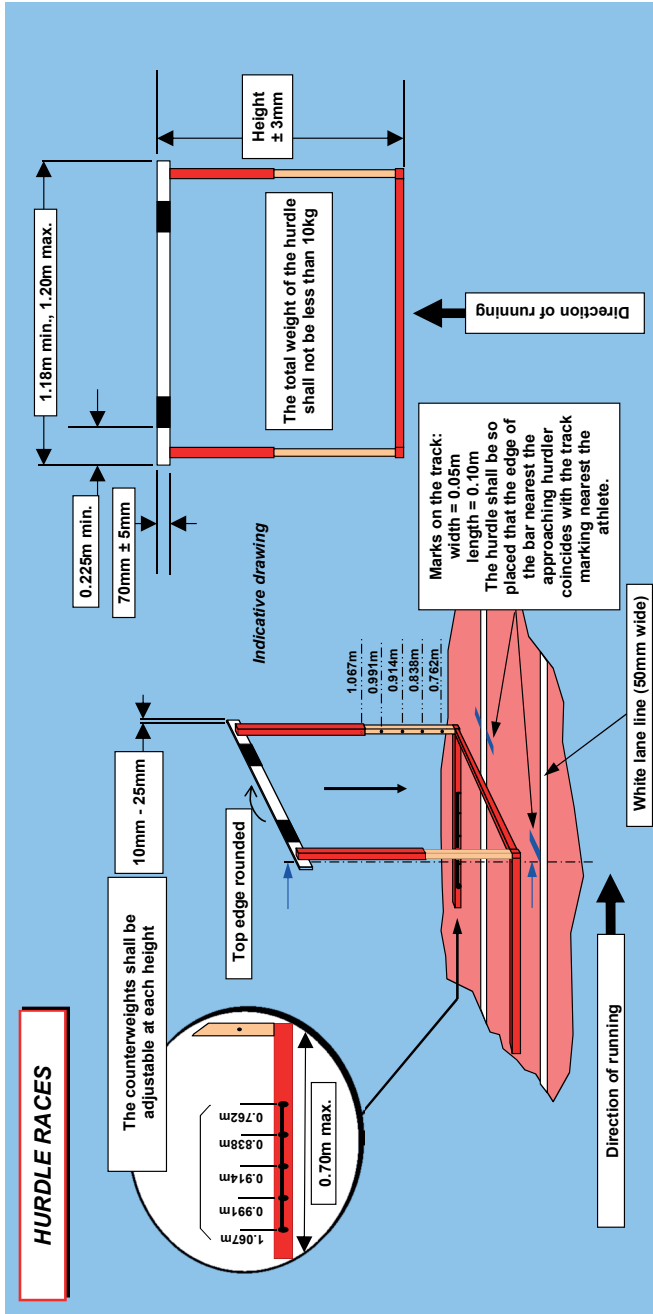 HURDLE RACES
The counterweights shall be
adjustable at each height
10mm - 25mm
Top edge rounded
1.067m
0.991m
0.914m
0.838m
0.762m
0.70m max.
1.067m
0.991m
0.914m
0.838m
0.762m
Direction of running
White lane line (50mm wide)
Marks on the track:
width = 0.05m
length = 0.10m
The hurdle shall be so
placed that the edge of
the bar nearest the
approaching hurdler
coincides with the track
marking nearest the
athlete.
Indicative drawing
0.225m min.
70mm ± 5mm
1.18m min., 1.20m max.
Height
± 3mm
The total weight of the hurdle
shall not be less than 10kg
Direction of running